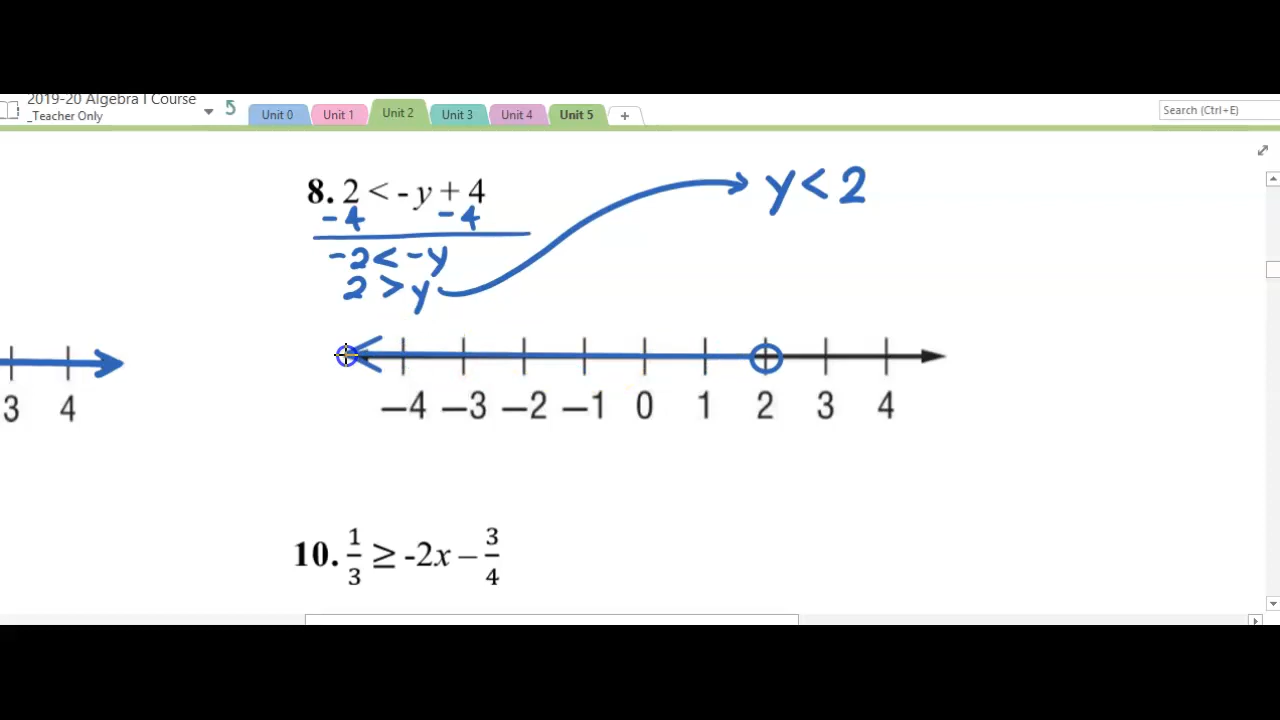 2019-20 Algebra I Course
_Teacher Only
Unit 0 Unit 1 Unit 2 Unit 3 Unit 4 Unit 5 +
Search (Ctrl+E)
8. 2 < - y + 4
-4 -4
-2 < -y
2 > y
y < 2
3 4
-4 -3 -2 -1 0 1 2 3 4
10. 1/3 ≥ -2x – 3/4